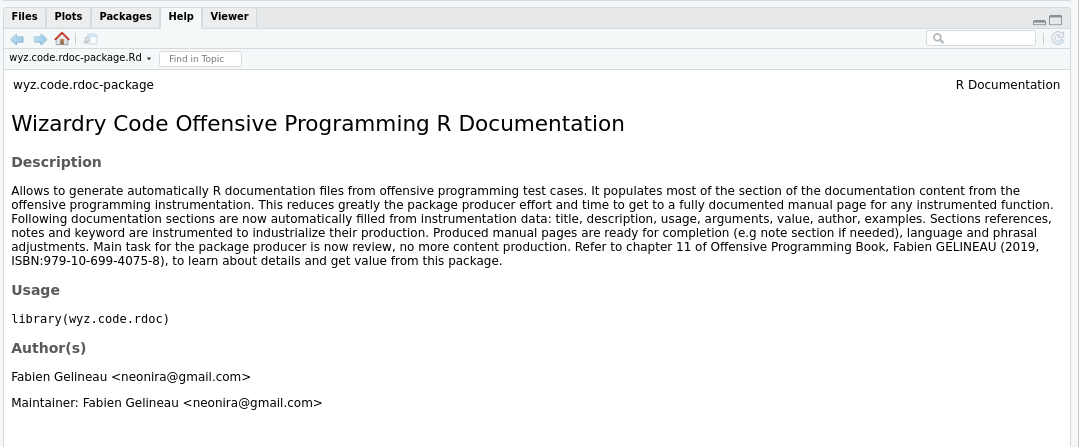 Files Plots Packages Help Viewer
wyz.code.rdoc-package.Rd Find in Topic
wyz.code.rdoc-package R Documentation
Wizardry Code Offensive Programming R Documentation
Description
Allows to generate automatically R documentation files from offensive programming test cases. It populates most of the section of the documentation content from the
offensive programming instrumentation. This reduces greatly the package producer effort and time to get to a fully documented manual page for any instrumented function.
Following documentation sections are now automatically filled from instrumentation data: title, description, usage, arguments, value, author, examples. Sections references,
notes and keyword are instrumented to industrialize their production. Produced manual pages are ready for completion (e.g note section if needed), language and phrasal
adjustments. Main task for the package producer is now review, no more content production. Refer to chapter 11 of Offensive Programming Book, Fabien GELINEAU (2019,
ISBN:979-10-699-4075-8), to learn about details and get value from this package.
Usage
library(wyz.code.rdoc)
Author(s)
Fabien Gelineau <neonira@gmail.com>
Maintainer: Fabien Gelineau <neonira@gmail.com>